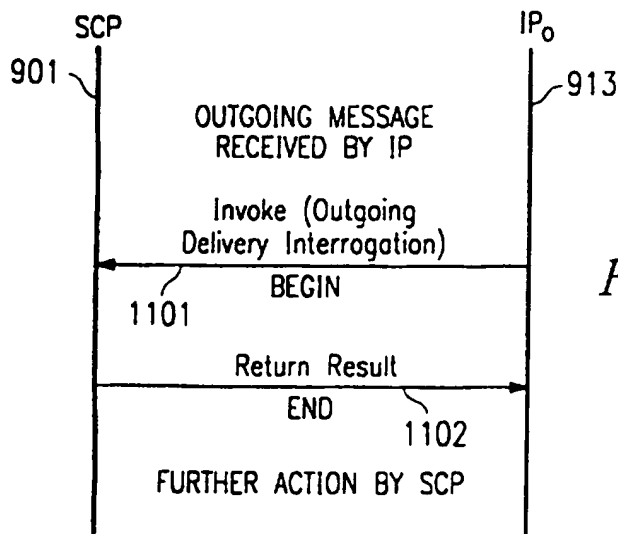 SCP
IP₀
901
913
OUTGOING MESSAGE
RECEIVED BY IP
Invoke (Outgoing
Delivery Interrogation)
BEGIN
1101
Return Result
END
1102
FURTHER ACTION BY SCP